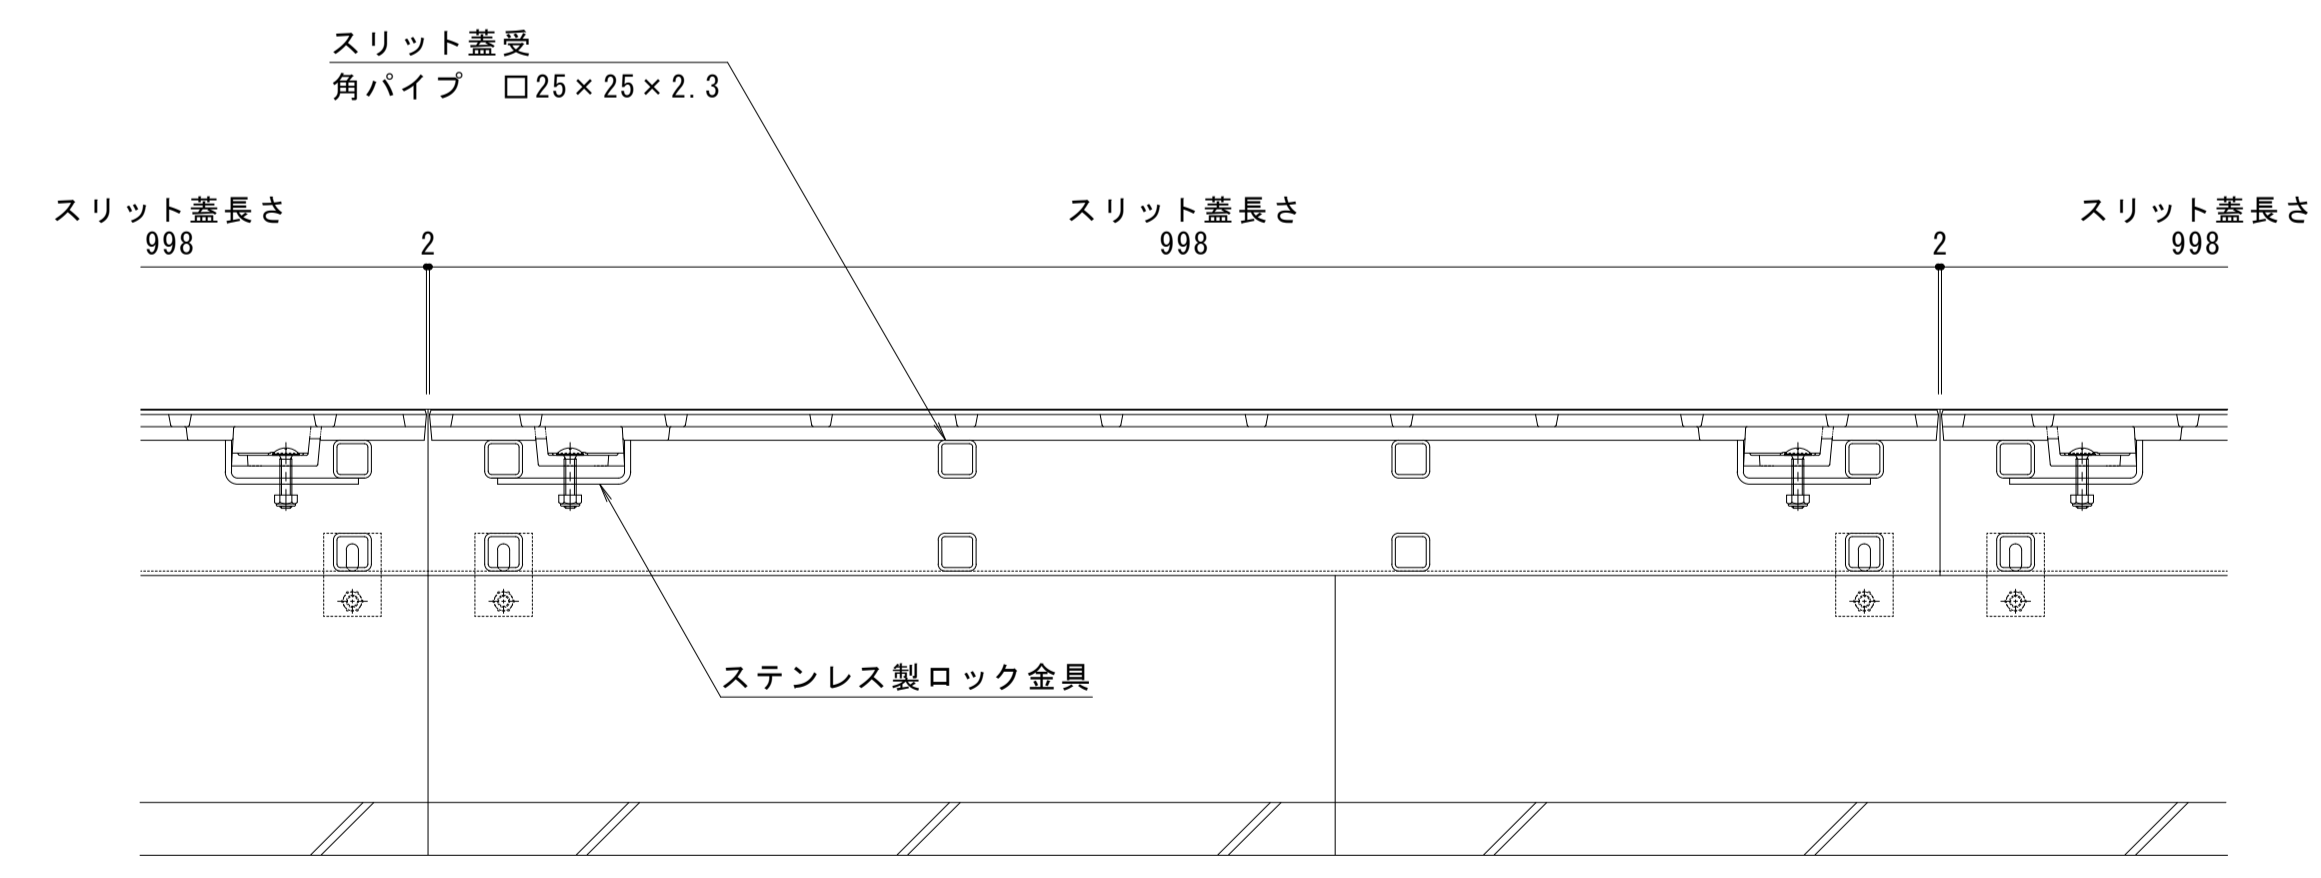 スリット蓋受
角パイプ　□25×25×2.3
スリット蓋長さ
998
2
スリット蓋長さ
998
2
スリット蓋長さ
998
ステンレス製ロック金具